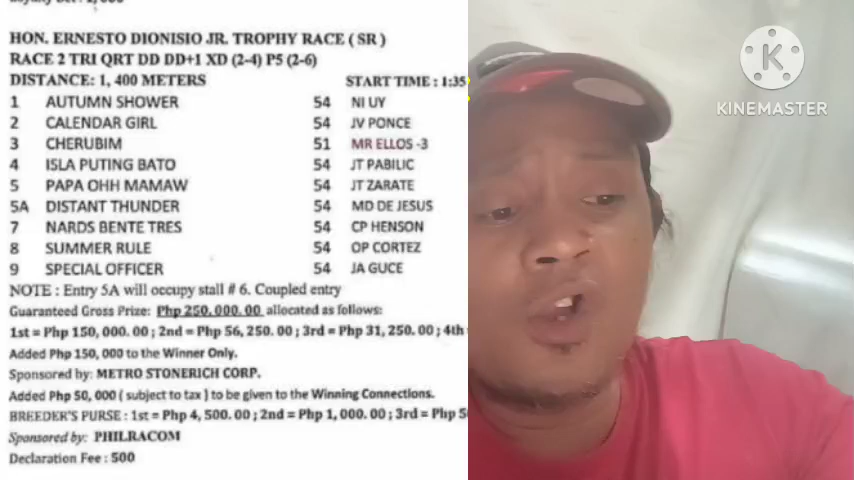 HON. ERNESTO DIONISIO JR. TROPHY RACE ( SR )
RACE 2 TRI QRT DD DD+1 XD (2-4) P5 (2-6)
DISTANCE: 1, 400 METERS START TIME : 1:35
1 AUTUMN SHOWER 54 NI UY
2 CALENDAR GIRL 54 JV PONCE
3 CHERUBIM 51 MR ELLOS -3
4 ISLA PUTING BATO 54 JT PABILIC
5 PAPA OHH MAMAW 54 JT ZARATE
5A DISTANT THUNDER 54 MD DE JESUS
7 NARDS BENTE TRES 54 CP HENSON
8 SUMMER RULE 54 OP CORTEZ
9 SPECIAL OFFICER 54 JA GUCE
NOTE : Entry 5A will occupy stall # 6. Coupled entry
Guaranteed Gross Prize: Php 250, 000. 00 allocated as follows:
1st = Php 150, 000. 00 ; 2nd = Php 56, 250. 00 ; 3rd = Php 31, 250. 00 ; 4th
Added Php 150, 000 to the Winner Only.
Sponsored by: METRO STONERICH CORP.
Added Php 50, 000 ( subject to tax ) to be given to the Winning Connections.
BREEDER'S PURSE : 1st = Php 4, 500. 00 ; 2nd = Php 1, 000. 00 ; 3rd = Php
Sponsored by: PHILRACOM
Declaration Fee : 500
KINEMASTER